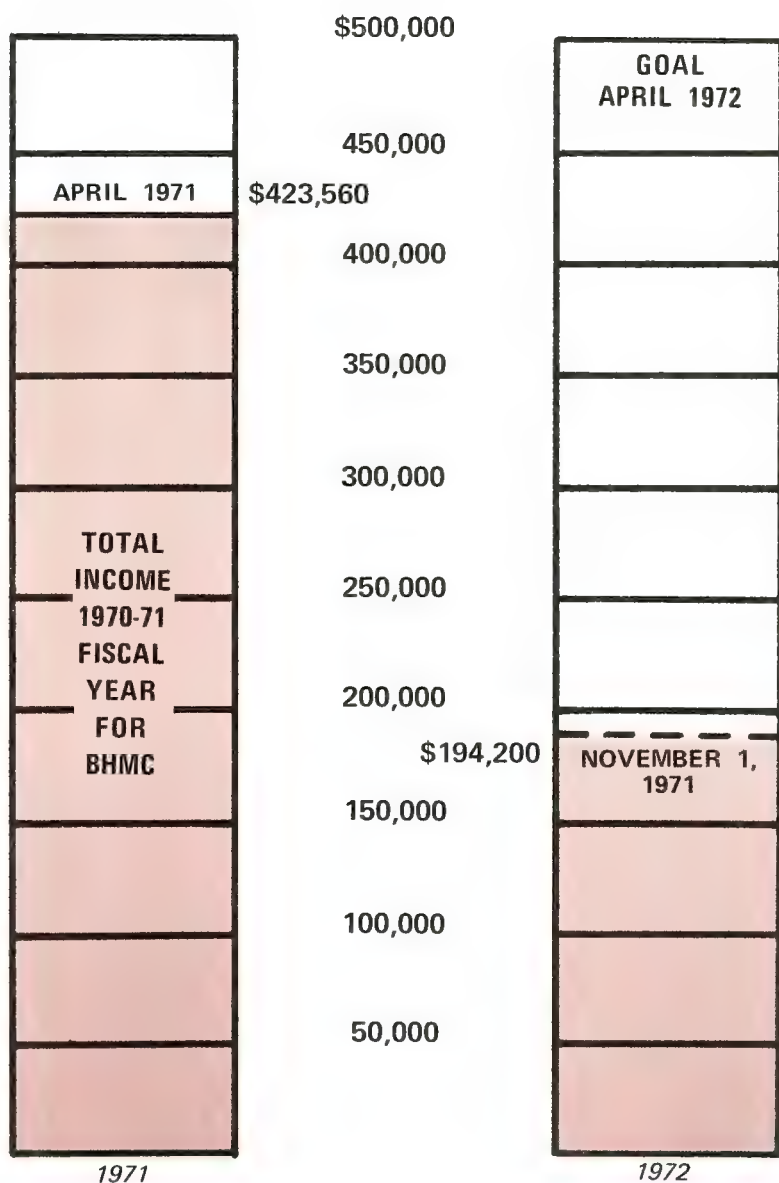 $500,000
GOAL
APRIL 1972
450,000
APRIL 1971
$423,560
400,000
350,000
300,000
TOTAL
INCOME
1970-71
FISCAL
YEAR
FOR
BHMC
250,000
200,000
$194,200
NOVEMBER 1,
1971
150,000
100,000
50,000
1971
1972